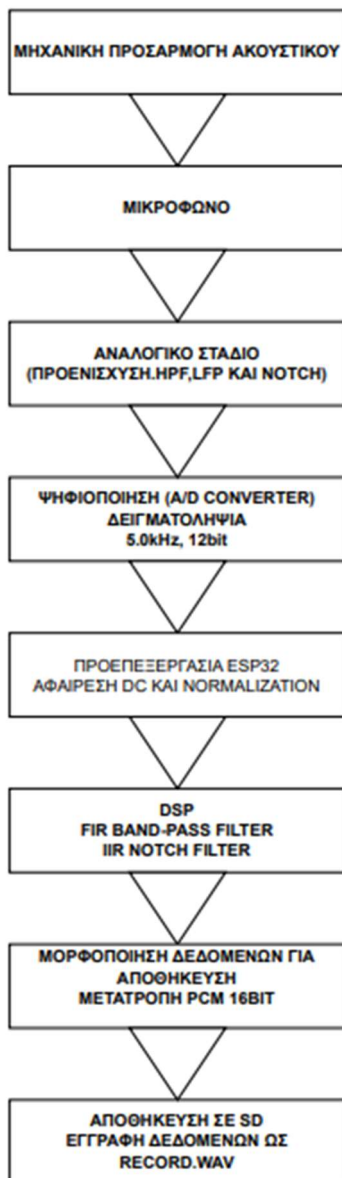 ΜΗΧΑΝΙΚΗ ΠΡΟΣΑΡΜΟΓΗ ΑΚΟΥΣΤΙΚΟΥ
ΜΙΚΡΟΦΩΝΟ
ΑΝΑΛΟΓΙΚΟ ΣΤΑΔΙΟ
(ΠΡΟΕΝΙΣΧΥΣΗ.HPF,LFP ΚΑΙ NOTCH)
ΨΗΦΙΟΠΟΙΗΣΗ (A/D CONVERTER)
ΔΕΙΓΜΑΤΟΛΗΨΙΑ
5.0kHz, 12bit
ΠΡΟΕΠΕΞΕΡΓΑΣΙΑ ESP32
ΑΦΑΙΡΕΣΗ DC ΚΑΙ NORMALIZATION
DSP
FIR BAND-PASS FILTER
IIR NOTCH FILTER
ΜΟΡΦΟΠΟΙΗΣΗ ΔΕΔΟΜΕΝΩΝ ΓΙΑ
ΑΠΟΘΗΚΕΥΣΗ
ΜΕΤΑΤΡΟΠΗ PCM 16BIT
ΑΠΟΘΗΚΕΥΣΗ ΣΕ SD
ΕΓΓΡΑΦΗ ΔΕΔΟΜΕΝΩΝ ΩΣ
RECORD.WAV